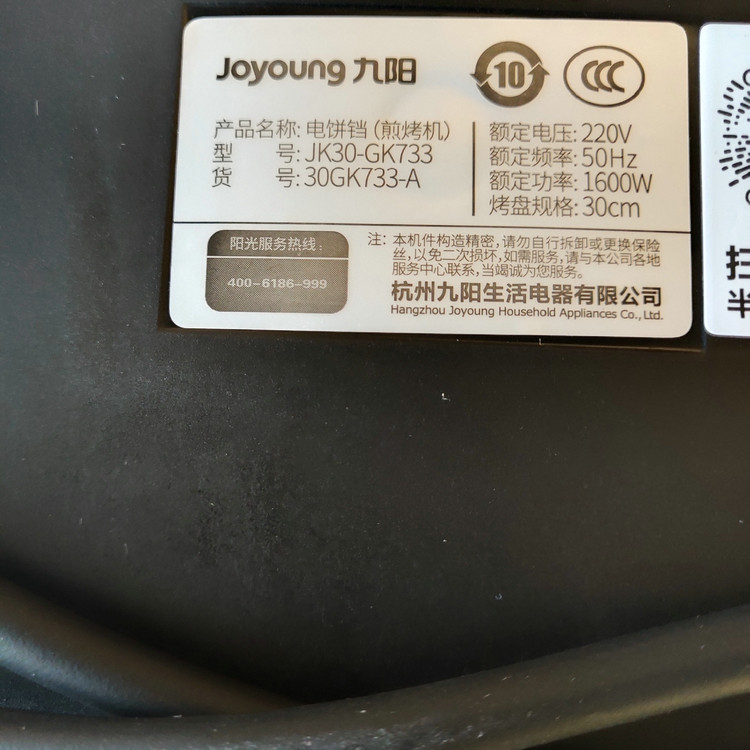 Joyoung 九阳
10
CCC
产品名称: 电饼铛 (煎烤机)
型 号: JK30-GK733
货 号: 30GK733-A
额定电压: 220V
额定频率: 50Hz
额定功率: 1600W
烤盘规格: 30cm
阳光服务热线:
400-6186-999
注: 本机件构造精密, 请勿自行拆卸或更换保险
丝, 以免二次损坏, 如需服务, 请与本公司各地
服务中心联系, 当竭诚为您服务。
杭州九阳生活电器有限公司
Hangzhou Joyoung Household Appliances Co., Ltd.
扫
半